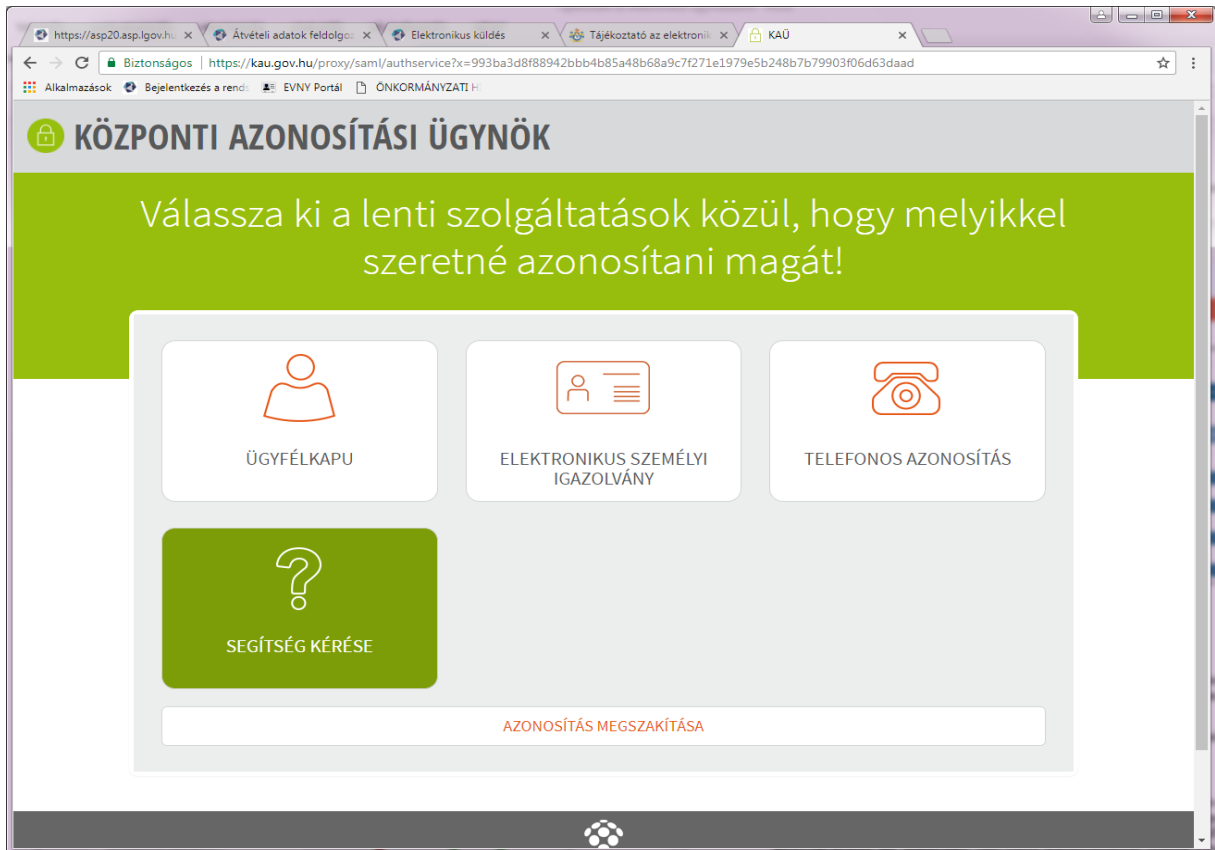 https://asp20.asp.lgov.hu
Átvételi adatok feldolgoz
Elektronikus küldés
Tájékoztató az elektronik
KAÜ
Biztonságos | https://kau.gov.hu/proxy/saml/authservice?x=993ba3d8f88942bbb4b85a48b68a9c7f271e1979e5b248b7b79903f06d63daad
Alkalmazások
Bejelentkezés a rends
EVNY Portál
ÖNKORMÁNYZATI H
KÖZPONTI AZONOSÍTÁSI ÜGYNÖK
Válassza ki a lenti szolgáltatások közül, hogy melyikkel
szeretné azonosítani magát!
ÜGYFÉLKAPU
ELEKTRONIKUS SZEMÉLYI
IGAZOLVÁNY
TELEFONOS AZONOSÍTÁS
SEGÍTSÉG KÉRÉSE
AZONOSÍTÁS MEGSZAKÍTÁSA